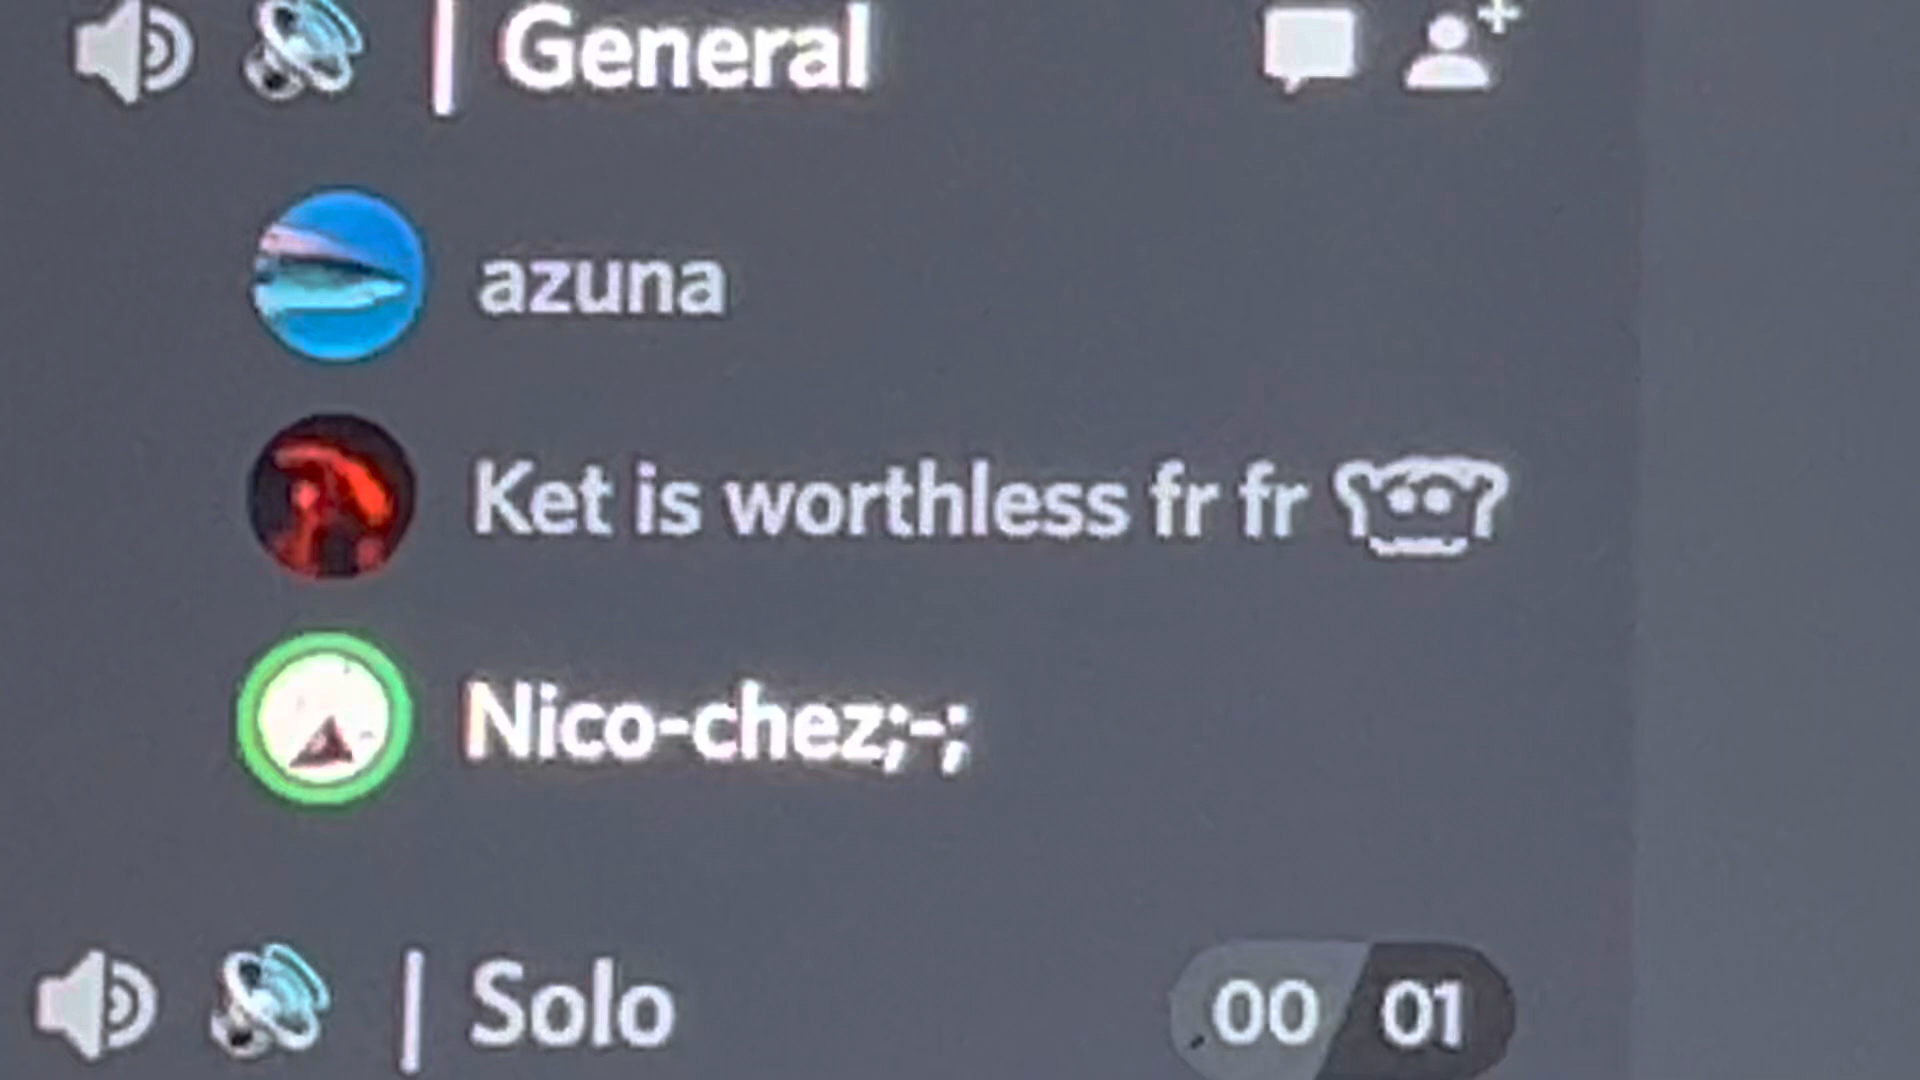 | General
azuna
Ket is worthless fr fr
Nico-chez;-;
| Solo
00 01